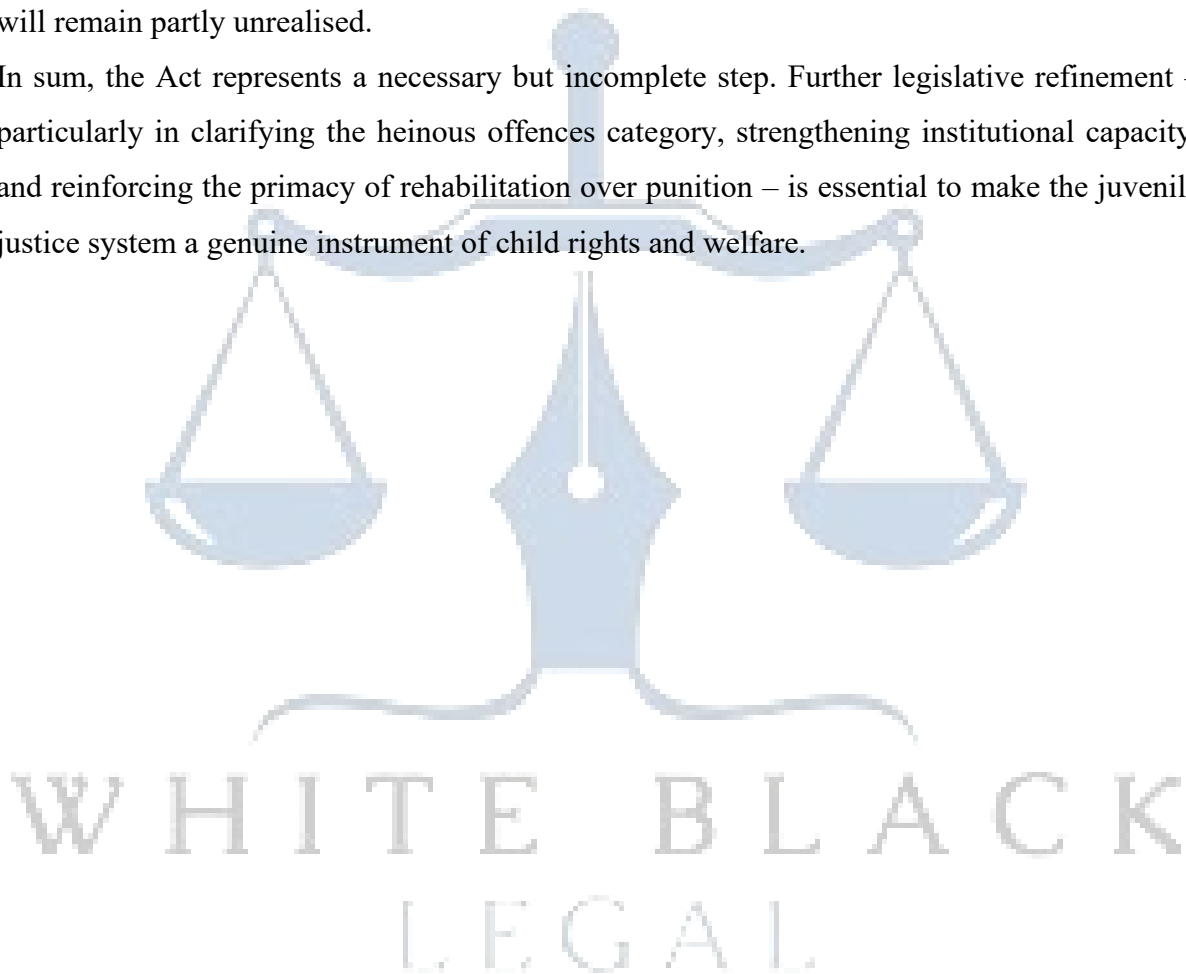 will remain partly unrealised.
In sum, the Act represents a necessary but incomplete step. Further legislative refinement –
particularly in clarifying the heinous offences category, strengthening institutional capacity
and reinforcing the primacy of rehabilitation over punition – is essential to make the juvenil
justice system a genuine instrument of child rights and welfare.
WHITE BLACK
LEGAL